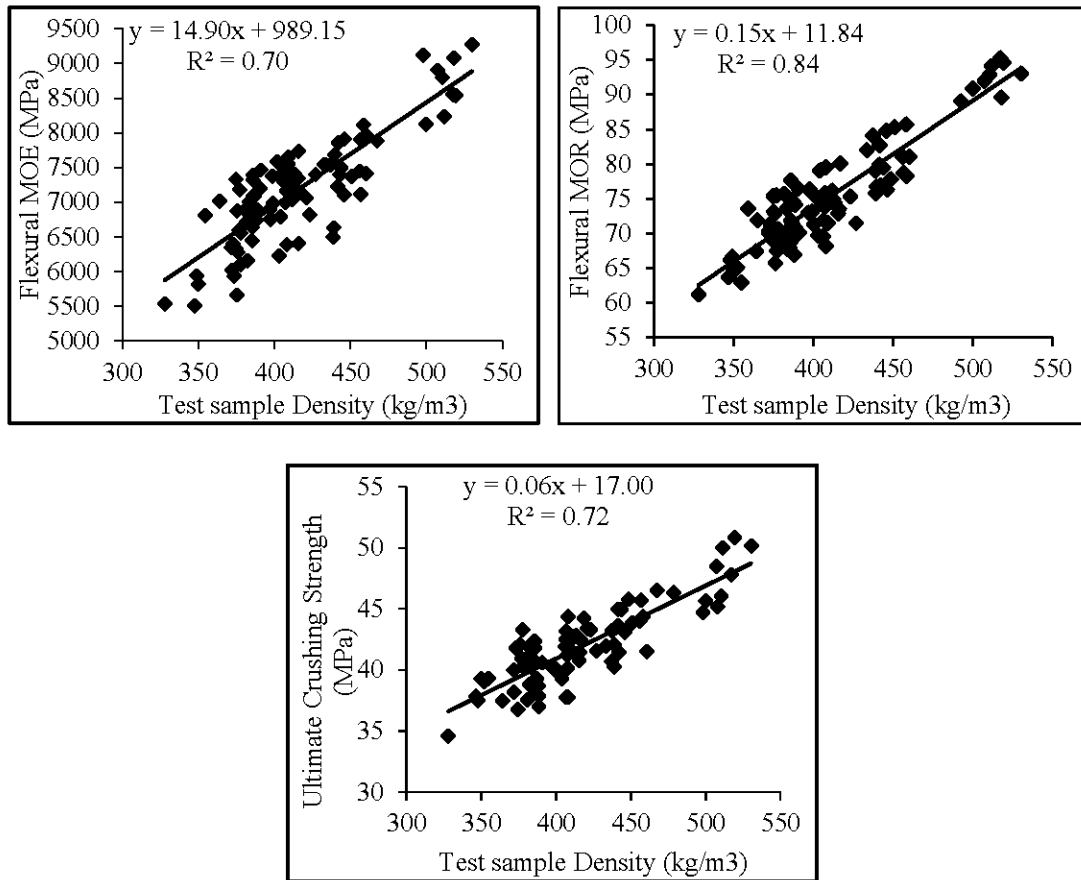 y = 14.90x + 989.15
R² = 0.70
9500
9000
8500
8000
7500
7000
6500
6000
5500
5000
Flexural MOE (MPa)
300 350 400 450 500 550
Test sample Density (kg/m3)
y = 0.15x + 11.84
R² = 0.84
100
95
90
85
80
75
70
65
60
55
Flexural MOR (MPa)
300 350 400 450 500 550
Test sample Density (kg/m3)
y = 0.06x + 17.00
R² = 0.72
55
50
45
40
35
30
Ultimate Crushing Strength
(MPa)
300 350 400 450 500 550
Test sample Density (kg/m3)